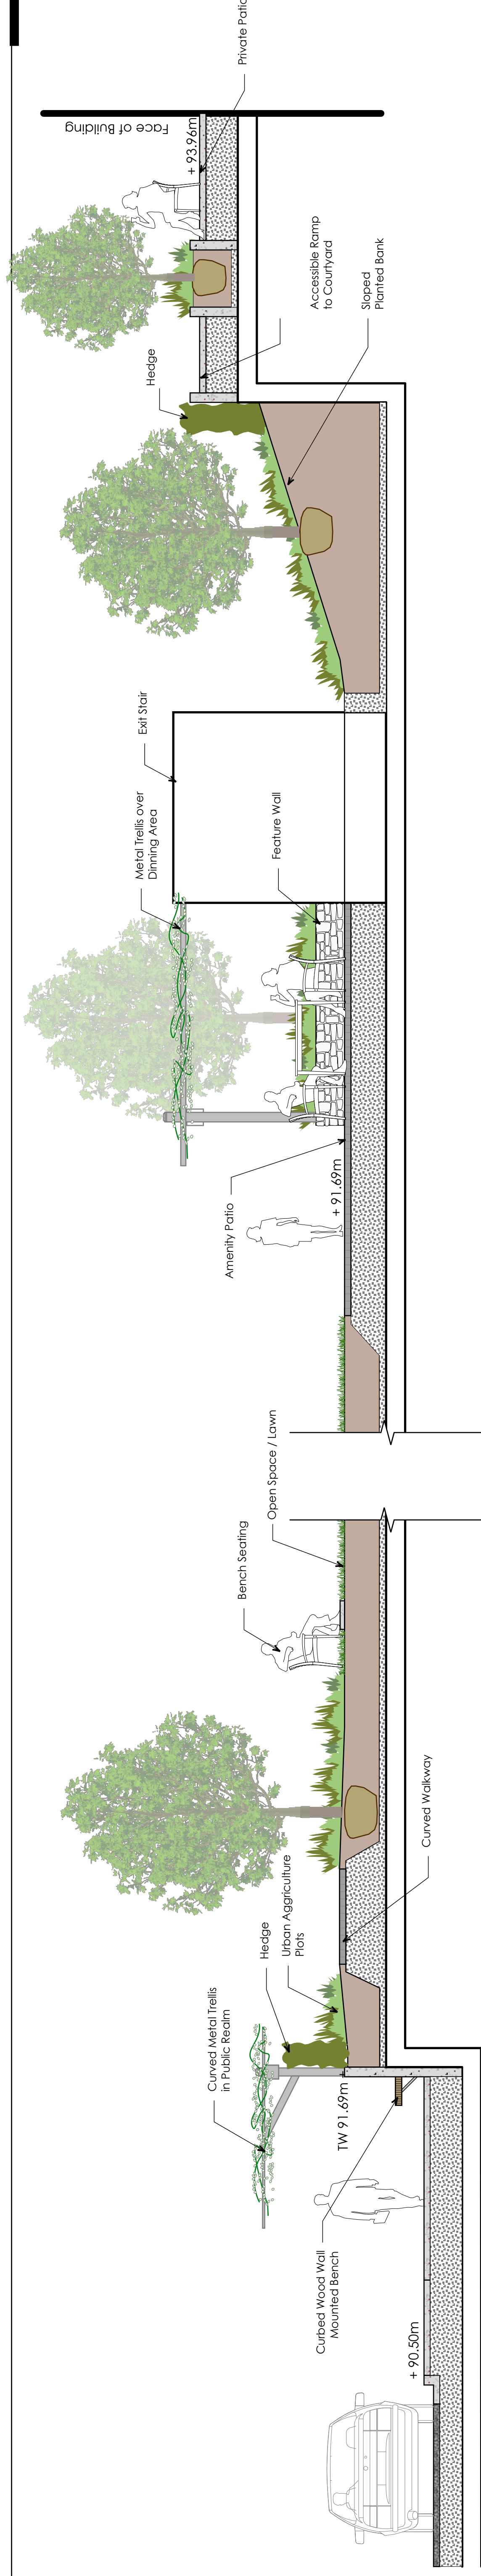 Curbed Wood Wall
Mounted Bench
+ 90.50m
Curved Metal Trellis
in Public Realm
TW 91.69m
Hedge
Urban Aggriculture
Plots
Curved Walkway
Bench Seating
Open Space / Lawn
Amenity Patio
+ 91.69m
Metal Trellis over
Dinning Area
Exit Stair
Feature Wall
Hedge
Accessible Ramp
to Courtyard
Sloped
Planted Bank
+ 93.96m
Face of Building
Private Patio